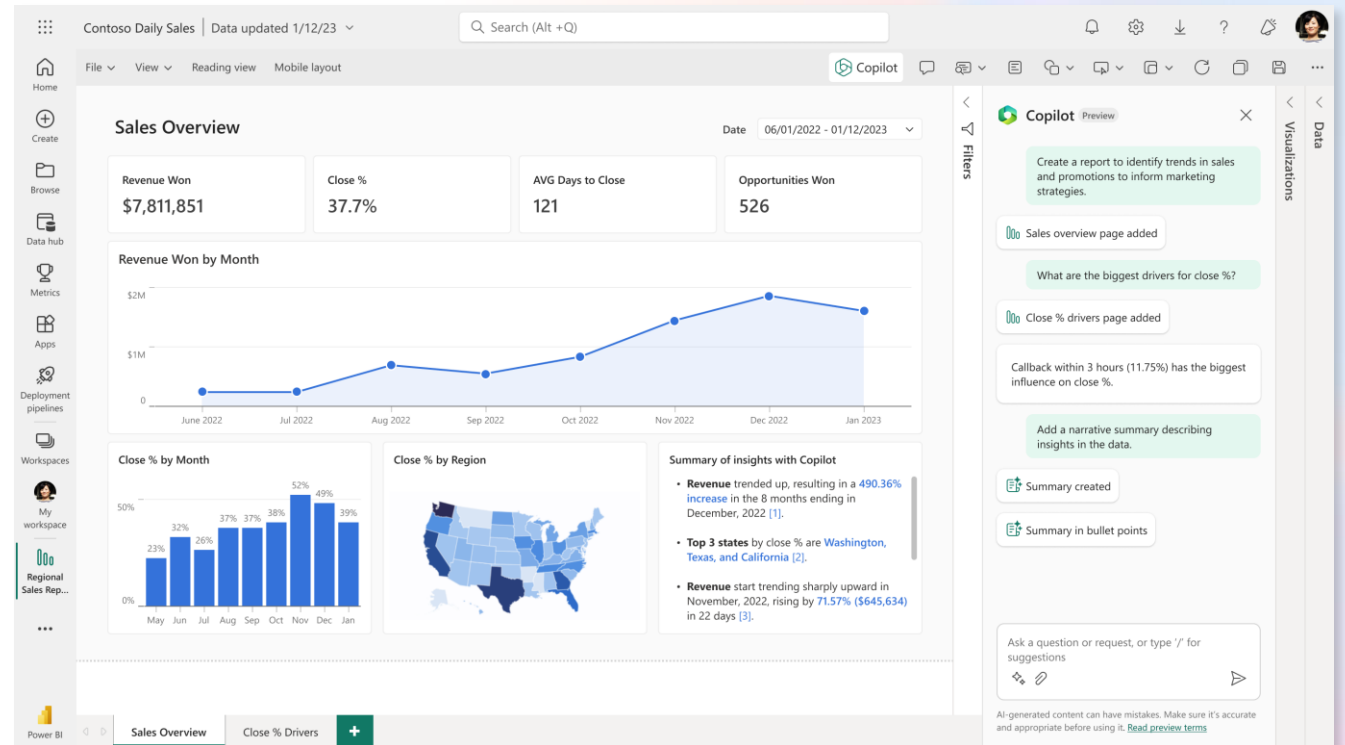 Contoso Daily Sales | Data updated 1/12/23
Search (Alt +Q)
Home
Create
Browse
Data hub
Metrics
Apps
Deployment
pipelines
Workspaces
My
workspace
Regional
Sales Rep...
Power BI
File
View
Reading view
Mobile layout
Copilot
Sales Overview
Date
06/01/2022 - 01/12/2023
Revenue Won
$7,811,851
Close %
37.7%
AVG Days to Close
121
Opportunities Won
526
Revenue Won by Month
$2M
$1M
0
June 2022
Jul 2022
Aug 2022
Sep 2022
Oct 2022
Nov 2022
Dec 2022
Jan 2023
Close % by Month
50%
0%
23%
32%
26%
37%
37%
38%
52%
49%
39%
May
Jun
Jul
Aug
Sep
Oct
Nov
Dec
Jan
Close % by Region
Summary of insights with Copilot
• Revenue trended up, resulting in a 490.36%
increase in the 8 months ending in
December, 2022 [1].
• Top 3 states by close % are Washington,
Texas, and California [2].
• Revenue start trending sharply upward in
November, 2022, rising by 71.57% ($645,634)
in 22 days [3].
Sales Overview
Close % Drivers
Filters
Copilot Preview
Create a report to identify trends in sales
and promotions to inform marketing
strategies.
Sales overview page added
What are the biggest drivers for close %?
Close % drivers page added
Callback within 3 hours (11.75%) has the biggest
influence on close %.
Add a narrative summary describing
insights in the data.
Summary created
Summary in bullet points
Ask a question or request, or type '/' for
suggestions
AI-generated content can have mistakes. Make sure it's accurate
and appropriate before using it. Read preview terms
Visualizations
Data